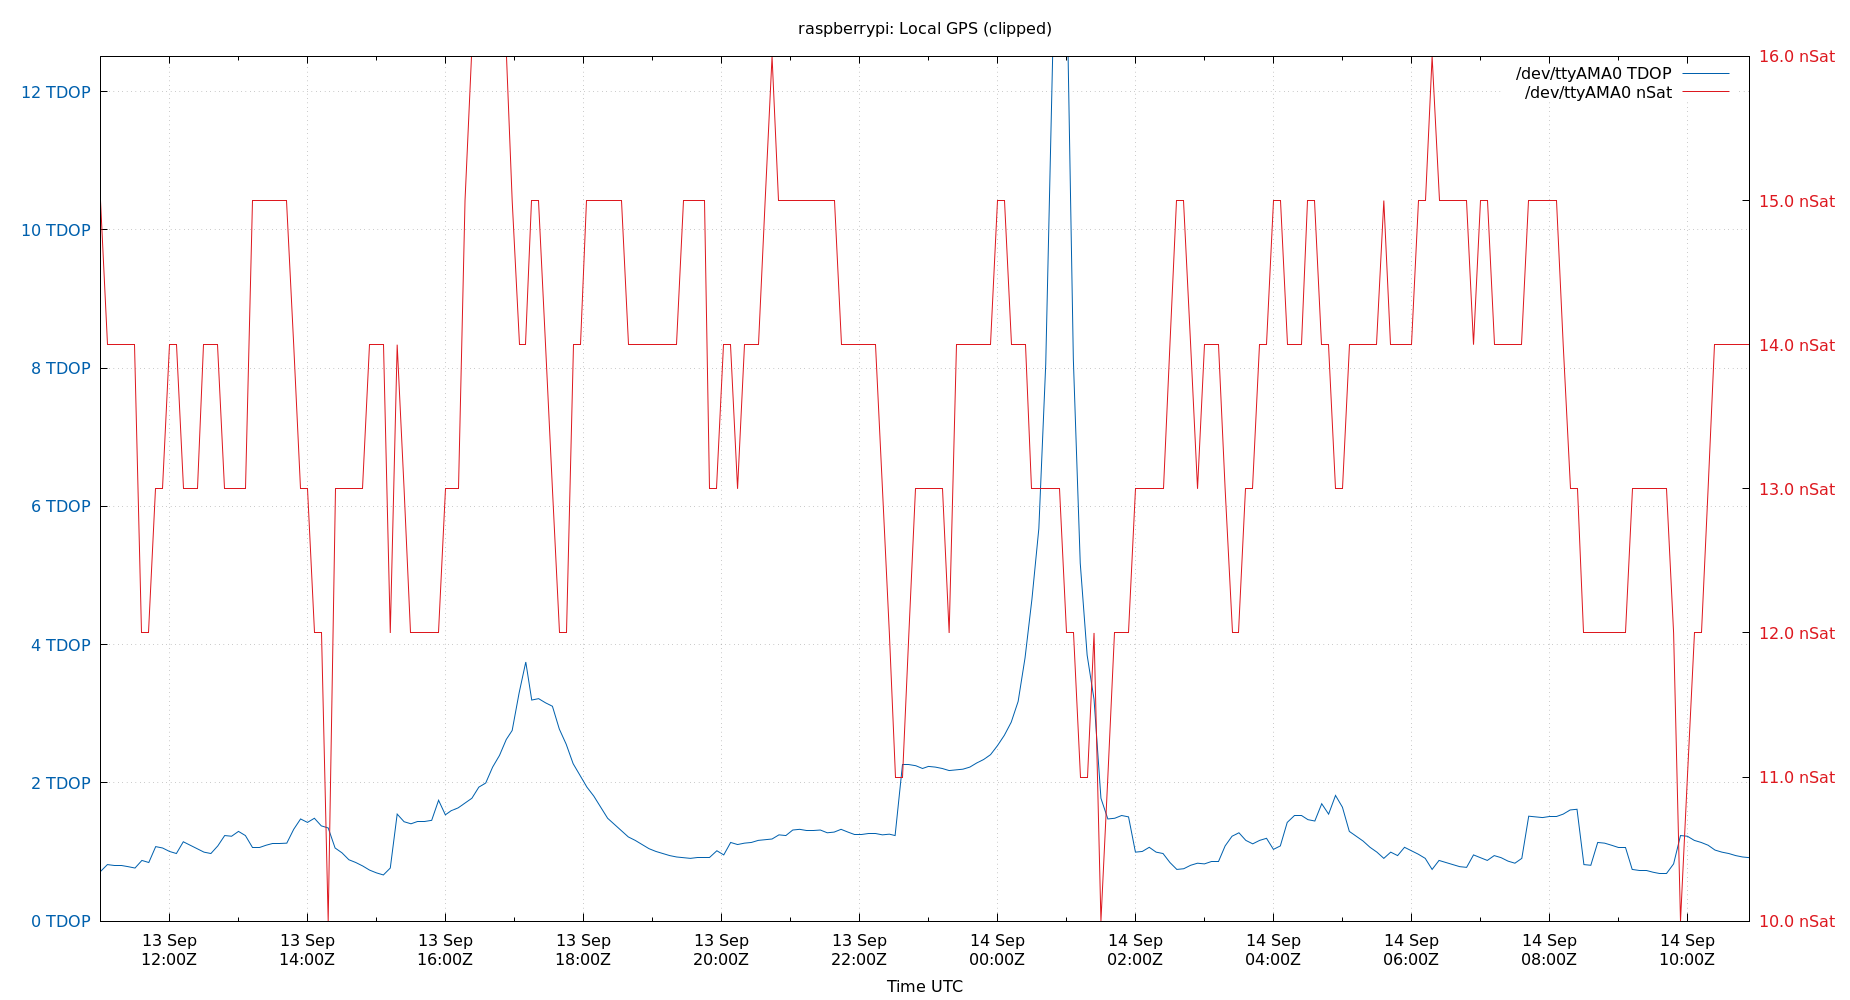 raspberrypi: Local GPS (clipped)
/dev/ttyAMA0 TDOP
/dev/ttyAMA0 nSat
12 TDOP
10 TDOP
8 TDOP
6 TDOP
4 TDOP
2 TDOP
0 TDOP
16.0 nSat
15.0 nSat
14.0 nSat
13.0 nSat
12.0 nSat
11.0 nSat
10.0 nSat
13 Sep
12:00Z
13 Sep
14:00Z
13 Sep
16:00Z
13 Sep
18:00Z
13 Sep
20:00Z
13 Sep
22:00Z
14 Sep
00:00Z
14 Sep
02:00Z
14 Sep
04:00Z
14 Sep
06:00Z
14 Sep
08:00Z
14 Sep
10:00Z
Time UTC